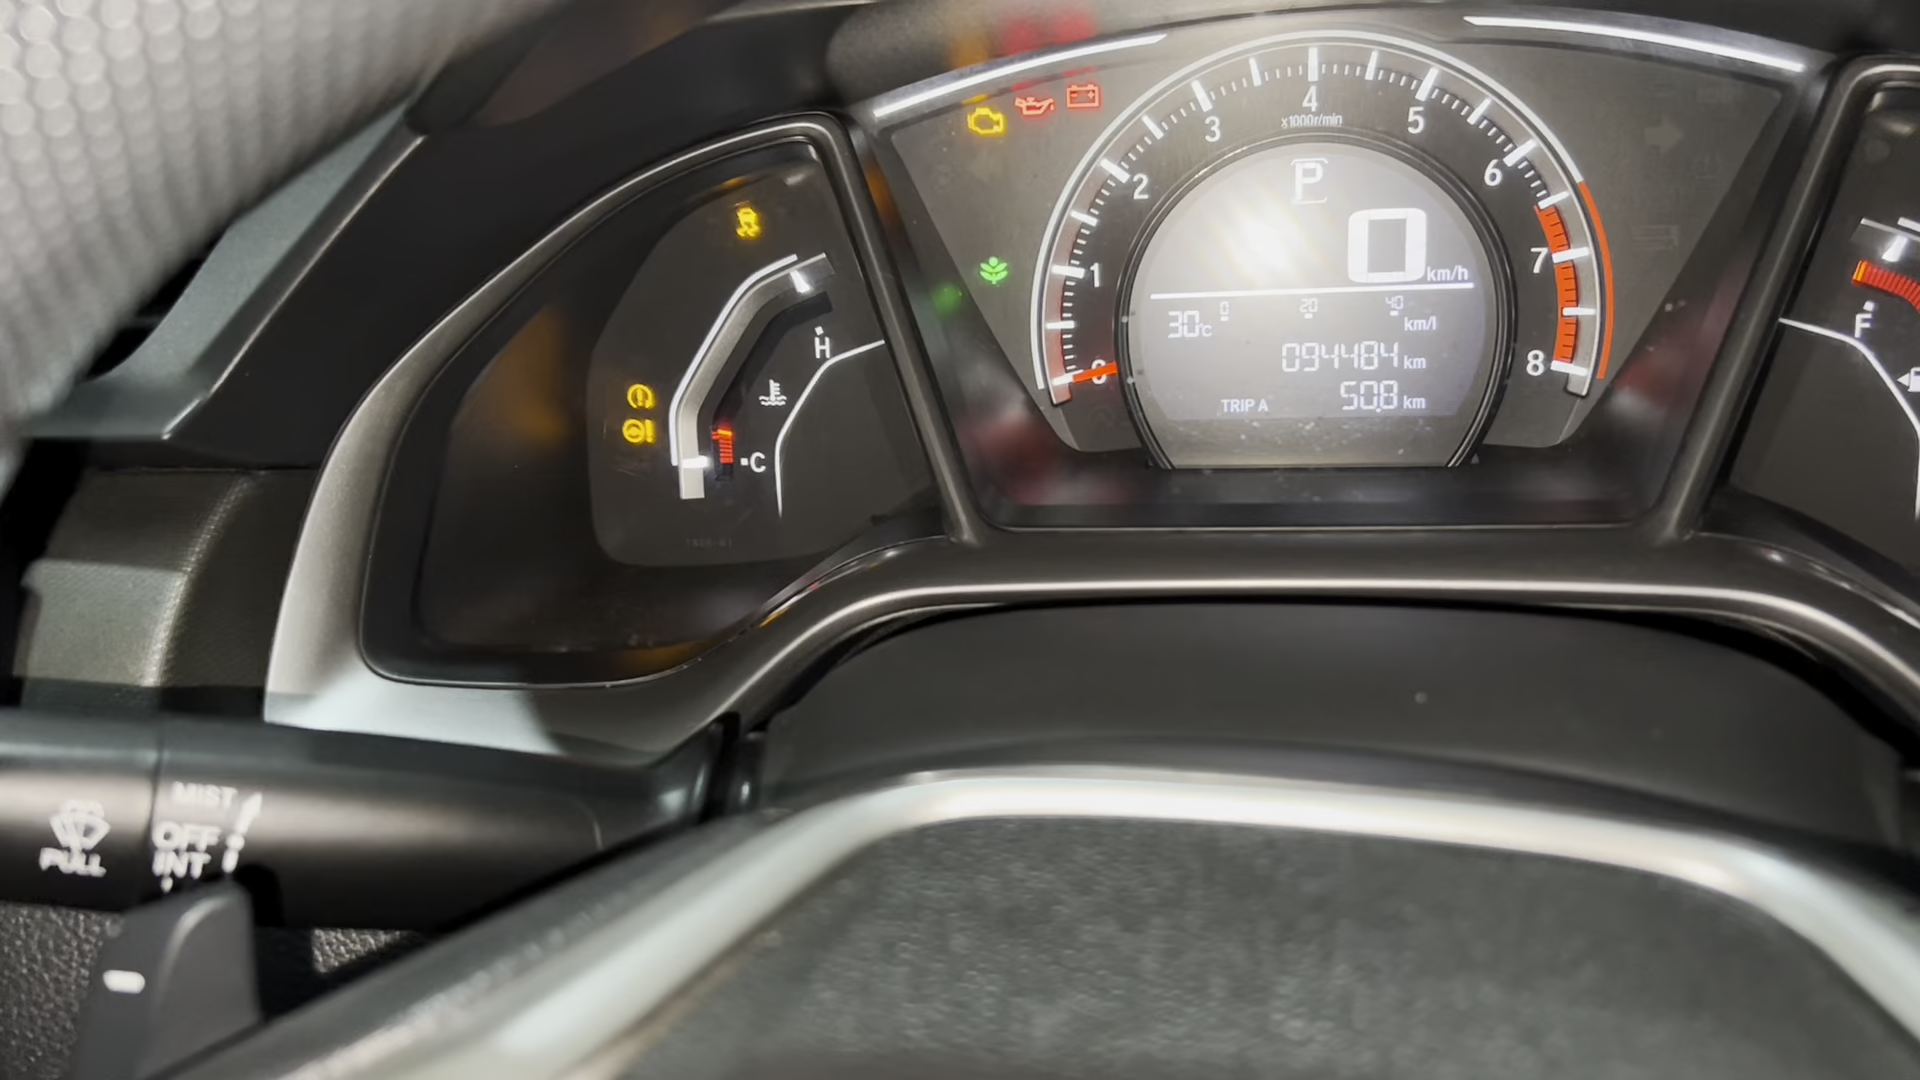 4
x1000r/min
3
5
2
6
1
7
0
8
P
0 km/h
0 20 40
30°C km/l
094484 km
TRIP A 50.8 km
H
C
F
MIST
OFF
INT
PULL